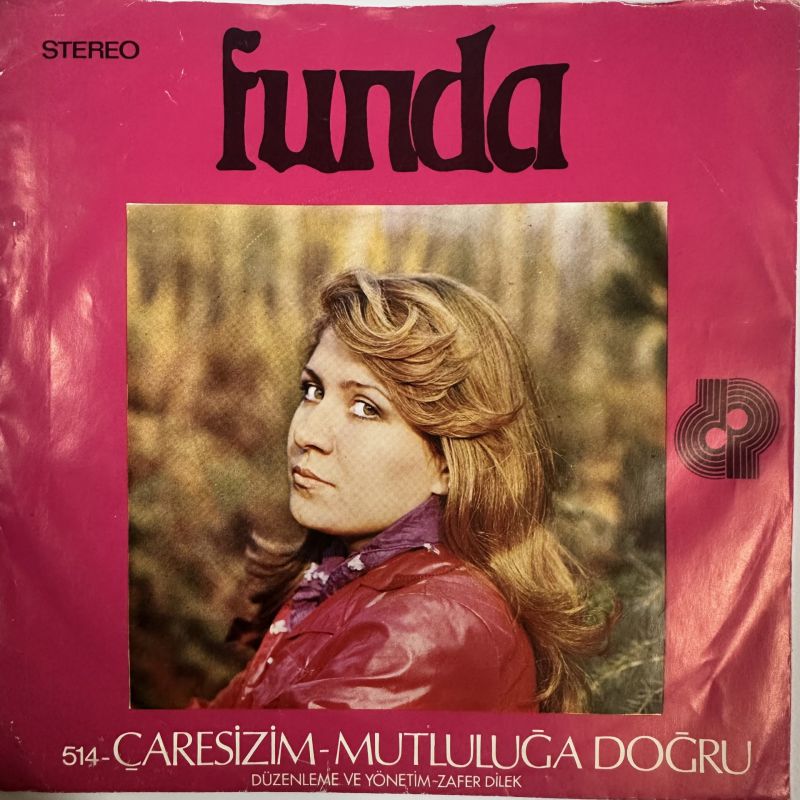 STEREO
funda
514-ÇARESİZİM-MUTLULUĞA DOĞRU
DÜZENLEME VE YÖNETİM-ZAFER DİLEK